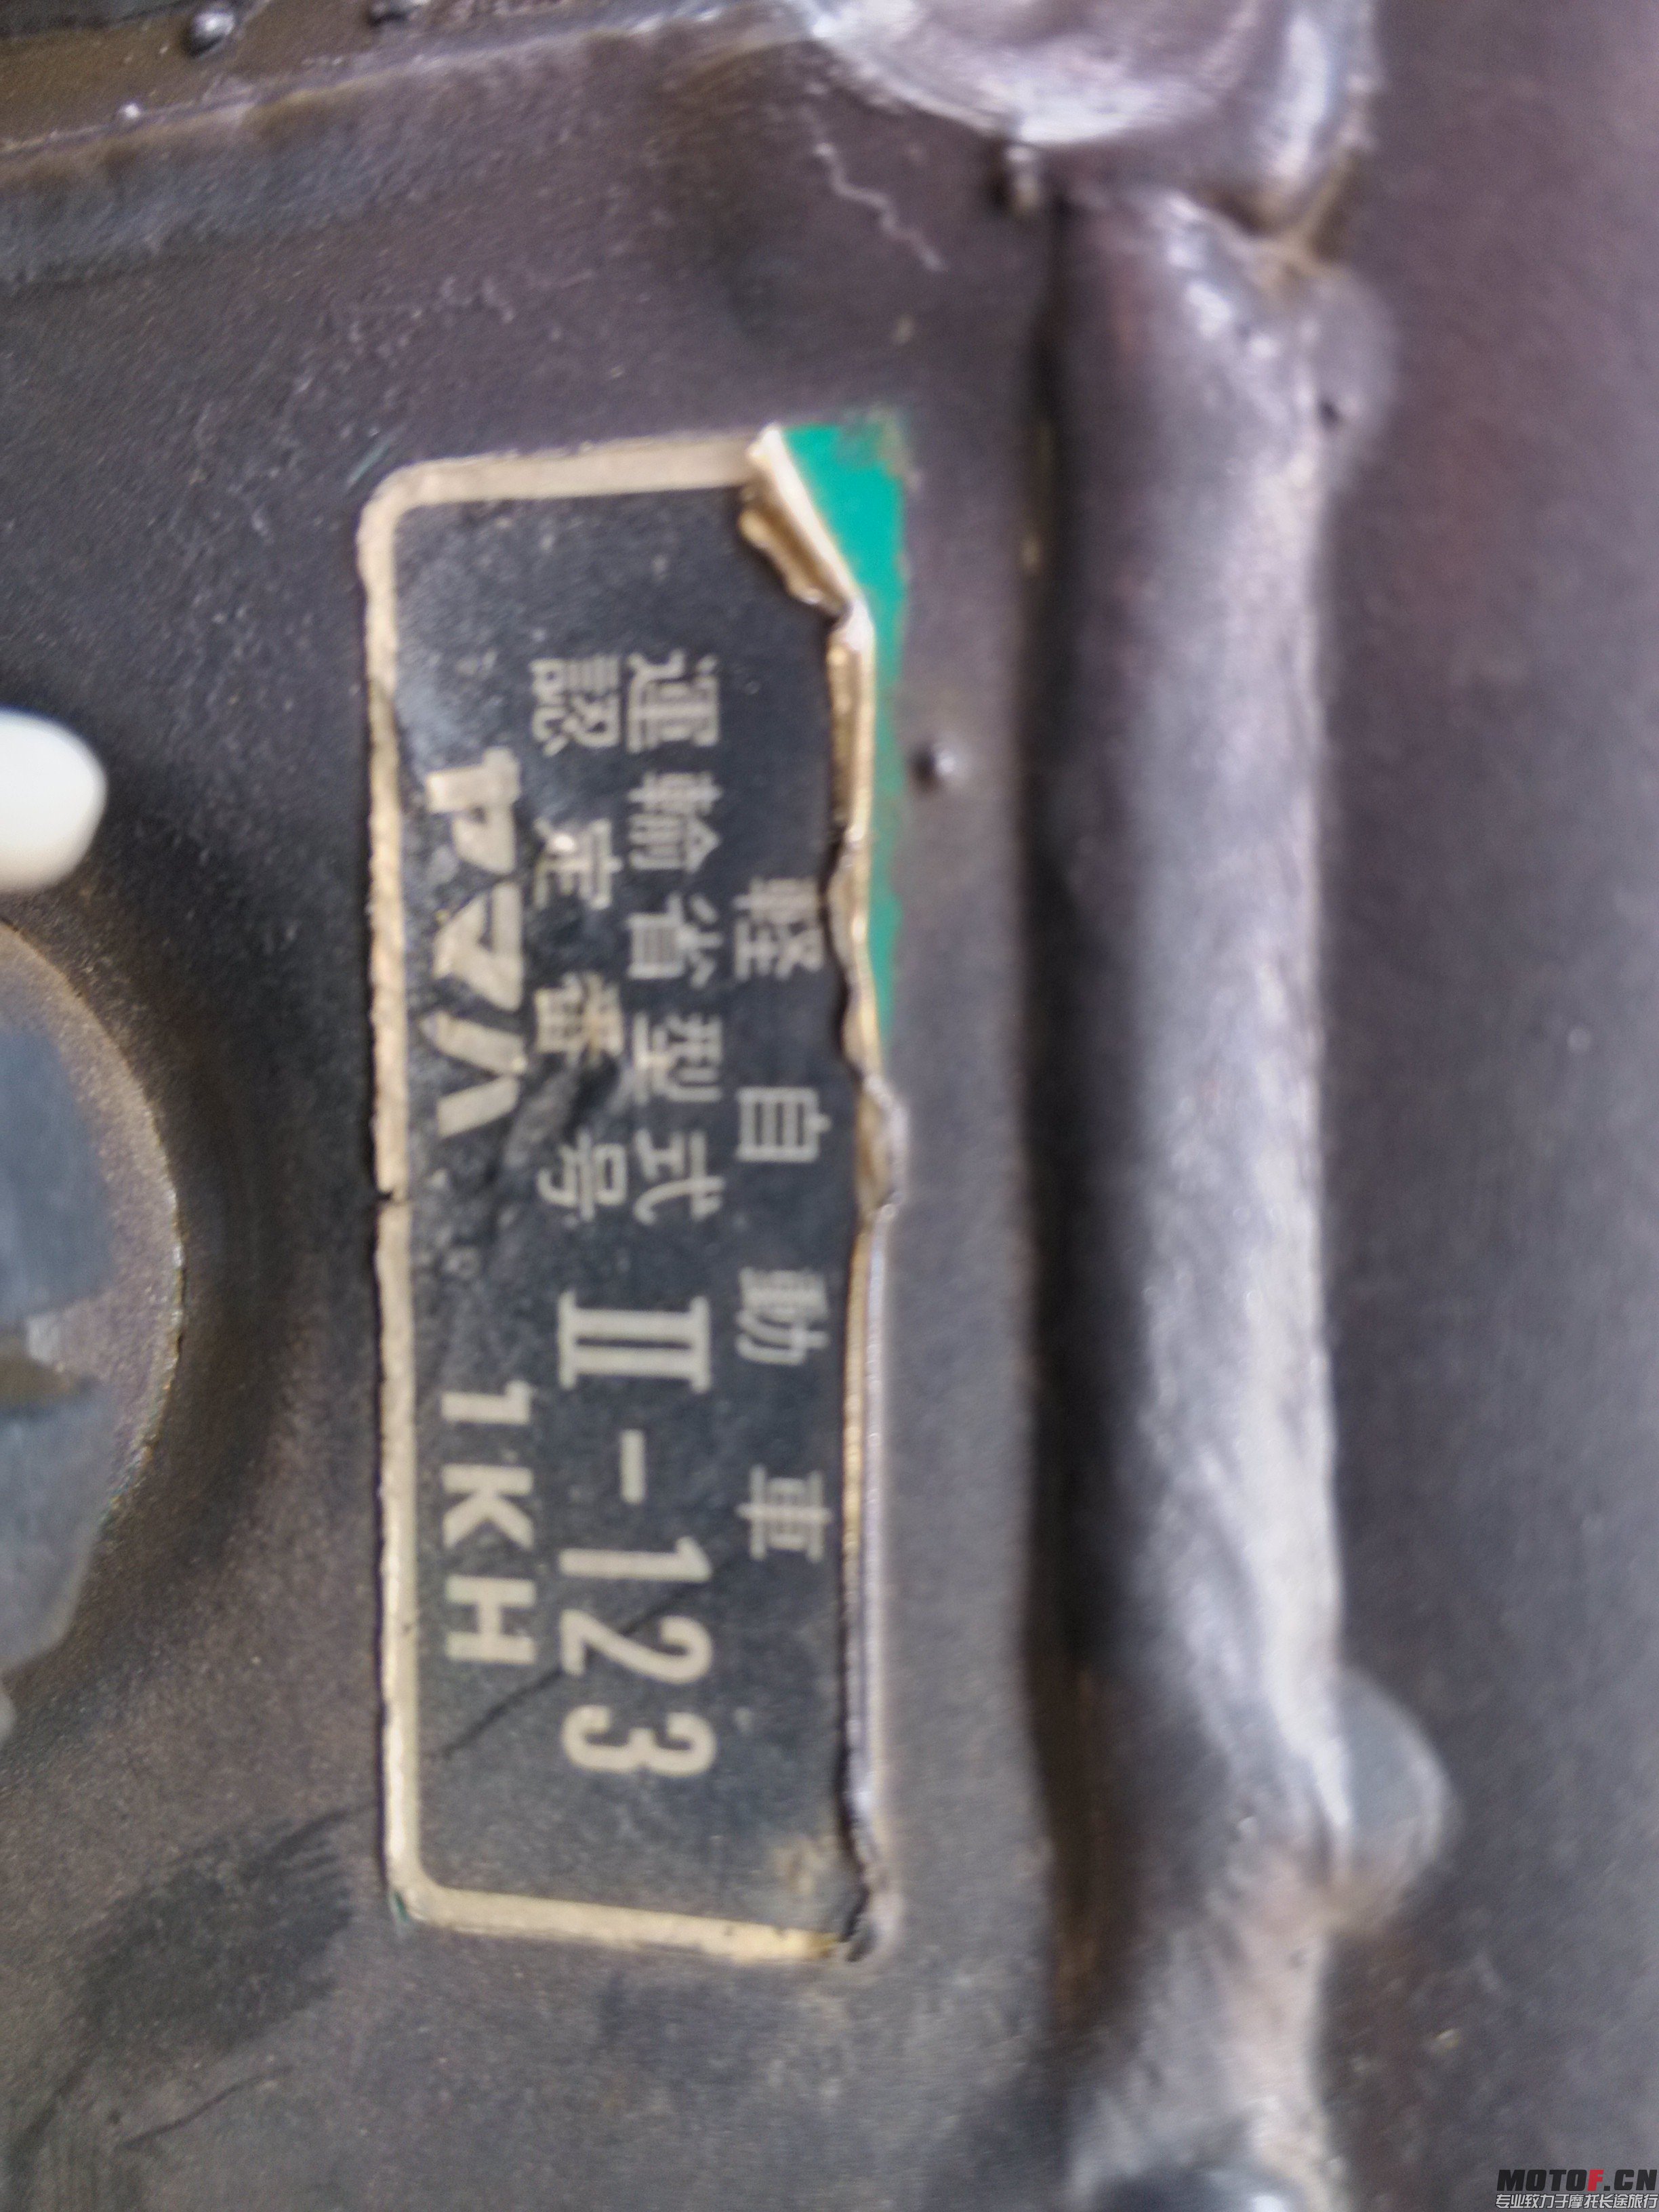 軽自動車
運輸省型式
認定番号 Ⅱ-123
ヤマハ 1KH
MOTOF.CN
专业致力于摩托长途旅行